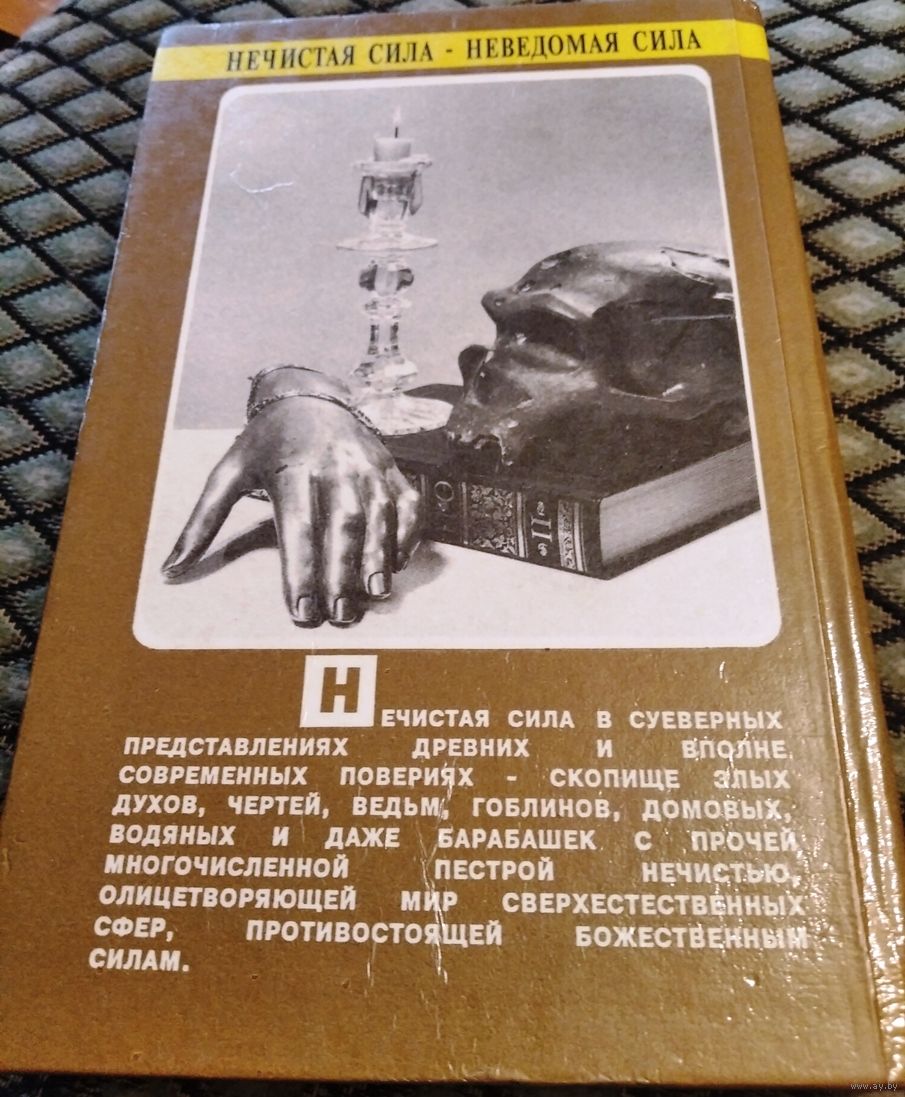 НЕЧИСТАЯ СИЛА - НЕВЕДОМАЯ СИЛА
НЕЧИСТАЯ СИЛА В СУЕВЕРНЫХ
ПРЕДСТАВЛЕНИЯХ ДРЕВНИХ И ВПОЛНЕ
СОВРЕМЕННЫХ ПОВЕРИЯХ - СКОПИЩЕ ЗЛЫХ
ДУХОВ, ЧЕРТЕЙ, ВЕДЬМ, ГОБЛИНОВ, ДОМОВЫХ,
ВОДЯНЫХ И ДАЖЕ БАРАБАШЕК С ПРОЧЕЙ
МНОГОЧИСЛЕННОЙ ПЕСТРОЙ НЕЧИСТЬЮ,
ОЛИЦЕТВОРЯЮЩЕЙ МИР СВЕРХЕСТЕСТВЕННЫХ
СФЕР, ПРОТИВОСТОЯЩЕЙ БОЖЕСТВЕННЫМ
СИЛАМ.
www.ay.by